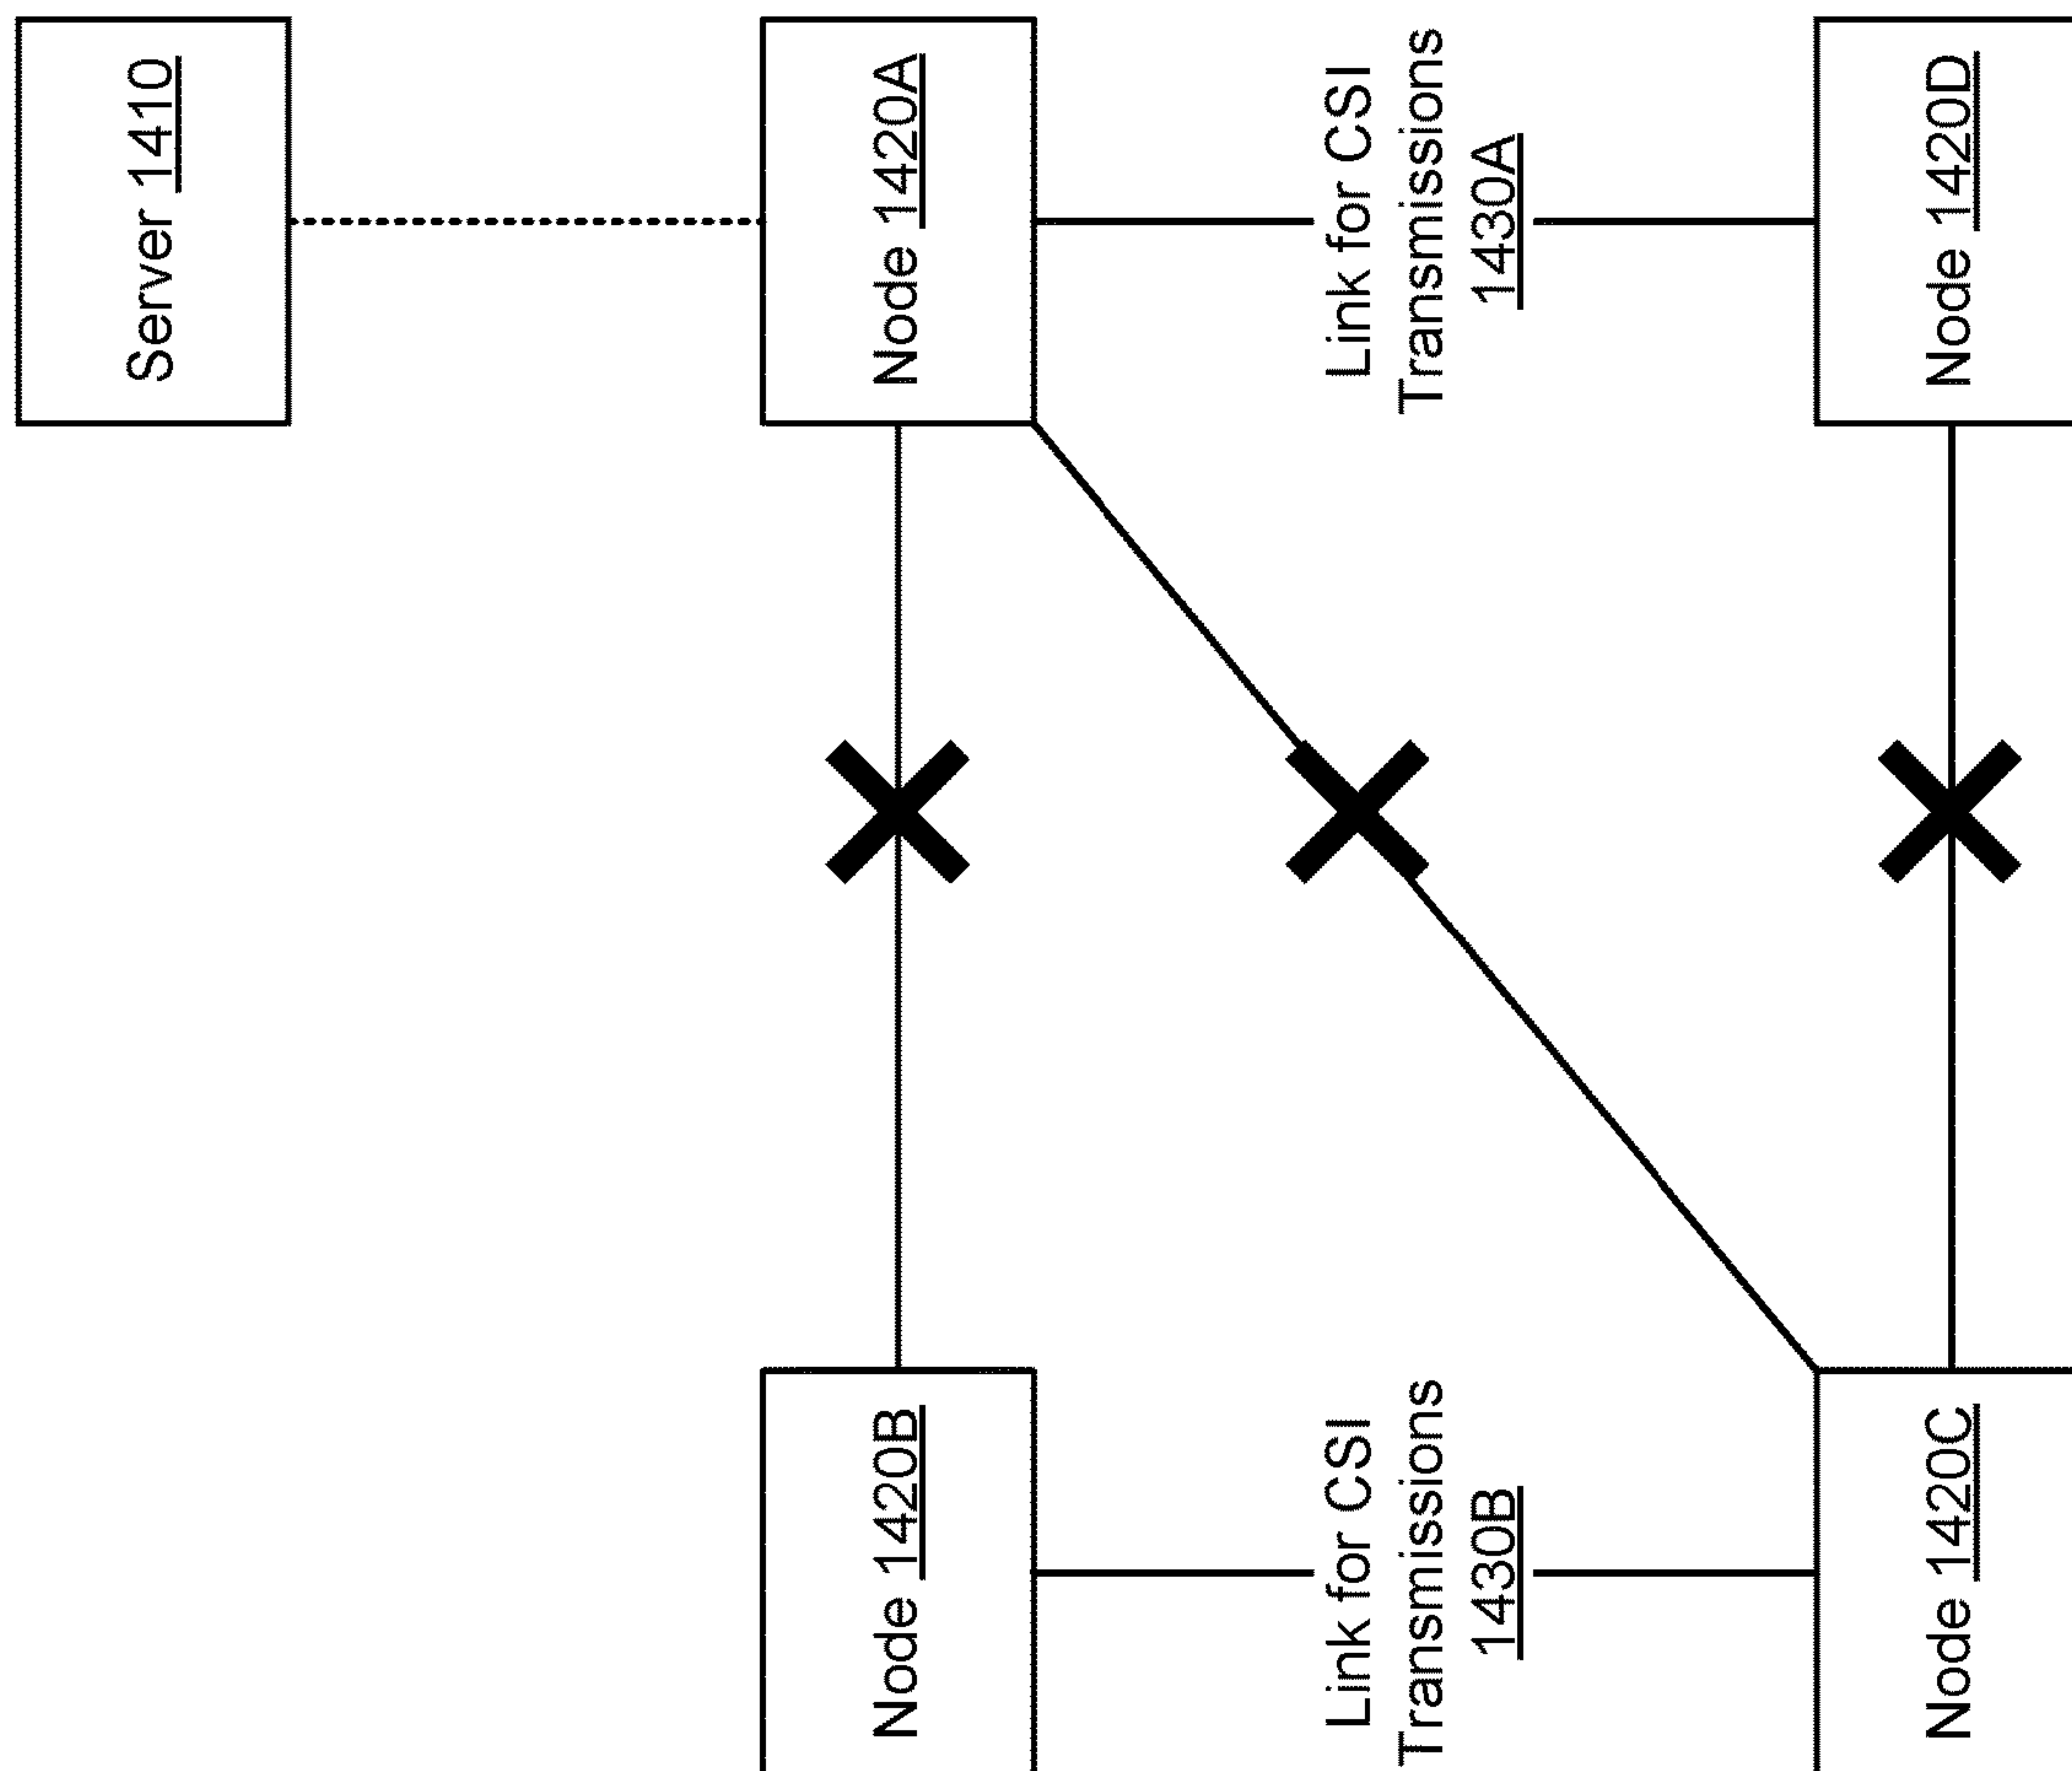 Server 1410
Node 1420A
Link for CSI
Transmissions
1430A
Node 1420D
Node 1420B
Link for CSI
Transmissions
1430B
Node 1420C